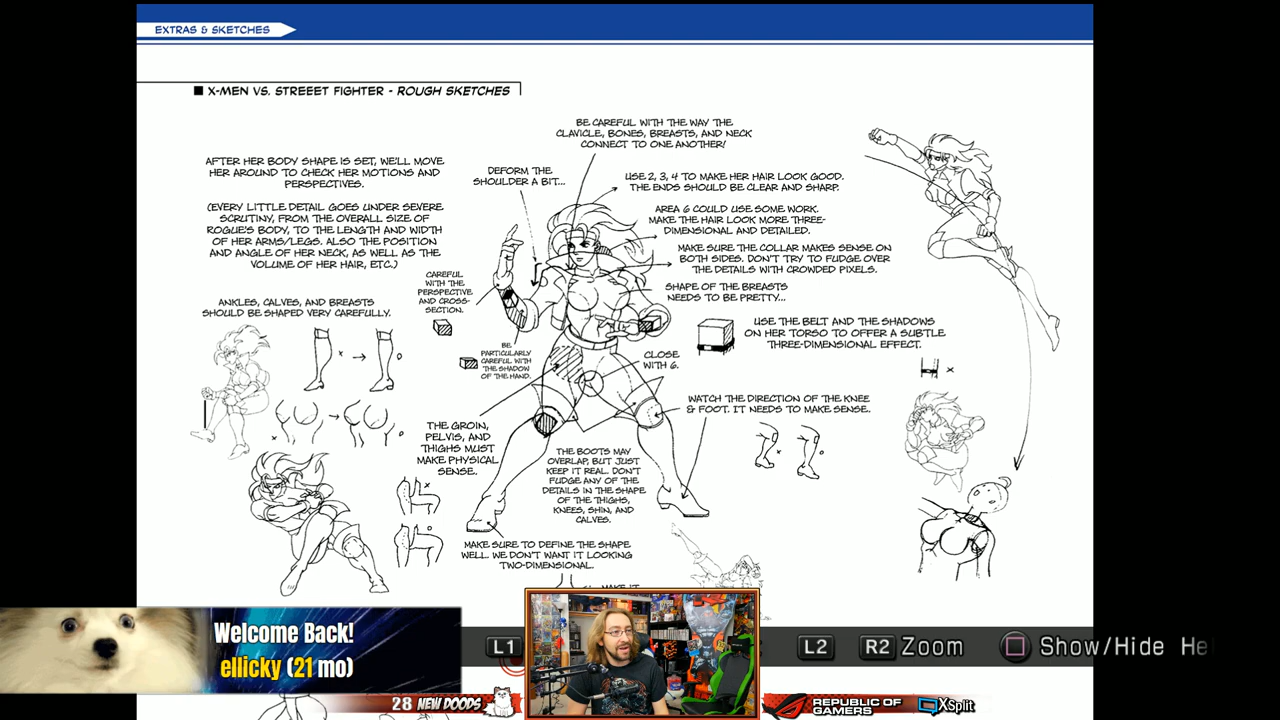 EXTRAS & SKETCHES
X-MEN VS. STREEET FIGHTER - ROUGH SKETCHES
AFTER HER BODY SHAPE IS SET, WE'LL MOVE
HER AROUND TO CHECK HER MOTIONS AND
PERSPECTIVES.
(EVERY LITTLE DETAIL GOES UNDER SEVERE
SCRUTINY, FROM THE OVERALL SIZE OF
ROGUE'S BODY, TO THE LENGTH AND WIDTH
OF HER ARMS/LEGS. ALSO THE POSITION
AND ANGLE OF HER NECK, AS WELL AS THE
VOLUME OF HER HAIR, ETC.)
ANKLES, CALVES, AND BREASTS
SHOULD BE SHAPED VERY CAREFULLY.
BE CAREFUL WITH THE WAY THE
CLAVICLE, BONES, BREASTS, AND NECK
CONNECT TO ONE ANOTHER!
DEFORM THE
SHOULDER A BIT...
USE 2, 3, 4 TO MAKE HER HAIR LOOK GOOD.
THE ENDS SHOULD BE CLEAR AND SHARP.
AREA 6 COULD USE SOME WORK.
MAKE THE HAIR LOOK MORE THREE-
DIMENSIONAL AND DETAILED.
MAKE SURE THE COLLAR MAKES SENSE ON
BOTH SIDES. DON'T TRY TO FUDGE OVER
THE DETAILS WITH CROWDED PIXELS.
CAREFUL
WITH THE
PERSPECTIVE
AND CROSS-
SECTION.
SHAPE OF THE BREASTS
NEEDS TO BE PRETTY...
USE THE BELT AND THE SHADOWS
ON HER TORSO TO OFFER A SUBTLE
THREE-DIMENSIONAL EFFECT.
BE
PARTICULARLY
CAREFUL WITH
THE SHADOW
OF THE HAND.
CLOSE
WITH 6.
WATCH THE DIRECTION OF THE KNEE
& FOOT. IT NEEDS TO MAKE SENSE.
THE GROIN,
PELVIS, AND
THIGHS MUST
MAKE PHYSICAL
SENSE.
THE BOOTS MAY
OVERLAP, BUT JUST
KEEP IT REAL. DON'T
FUDGE ANY OF THE
DETAILS IN THE SHAPE
OF THE THIGHS,
KNEES, SHIN, AND
CALVES.
MAKE SURE TO DEFINE THE SHAPE
WELL. WE DON'T WANT IT LOOKING
TWO-DIMENSIONAL.
MAKE IT
Welcome Back!
ellicky (21 mo)
L1
L2
R2 Zoom
Show/Hide He
28 NEW DOODS
REPUBLIC OF
GAMERS
XSplit